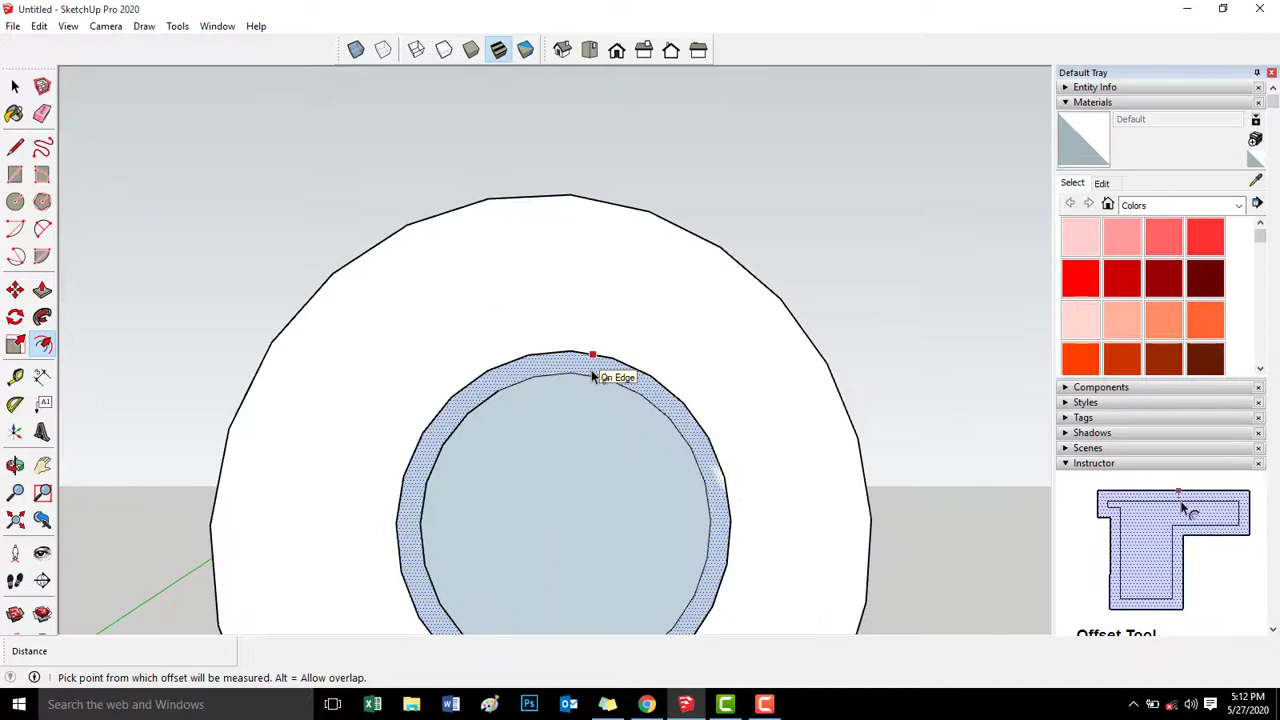 Untitled - SketchUp Pro 2020
File Edit View Camera Draw Tools Window Help
Default Tray
Entity Info
Materials
Default
Select Edit
Colors
A1
On Edge
Components
Styles
Tags
Shadows
Scenes
Instructor
Offset Tool
Distance
Pick point from which offset will be measured. Alt = Allow overlap.
Search the web and Windows
Ps
5:12 PM
5/27/2020